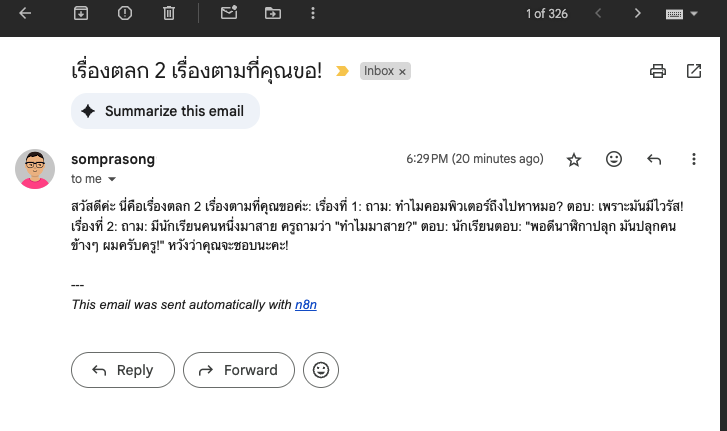 1 of 326
เรื่องตลก 2 เรื่องตามที่คุณขอ! Inbox ×
Summarize this email
somprasong 6:29 PM (20 minutes ago)
to me
สวัสดีค่ะ นี่คือเรื่องตลก 2 เรื่องตามที่คุณขอค่ะ: เรื่องที่ 1: ถาม: ทำไมคอมพิวเตอร์ถึงไปหาหมอ? ตอบ: เพราะมันมีไวรัส!
เรื่องที่ 2: ถาม: มีนักเรียนคนหนึ่งมาสาย ครูถามว่า "ทำไมมาสาย?" ตอบ: นักเรียนตอบ: "พอดีนาฬิกาปลุก มันปลุกคน
ข้างๆ ผมครับครู!" หวังว่าคุณจะชอบนะคะ!
---
This email was sent automatically with n8n
Reply Forward